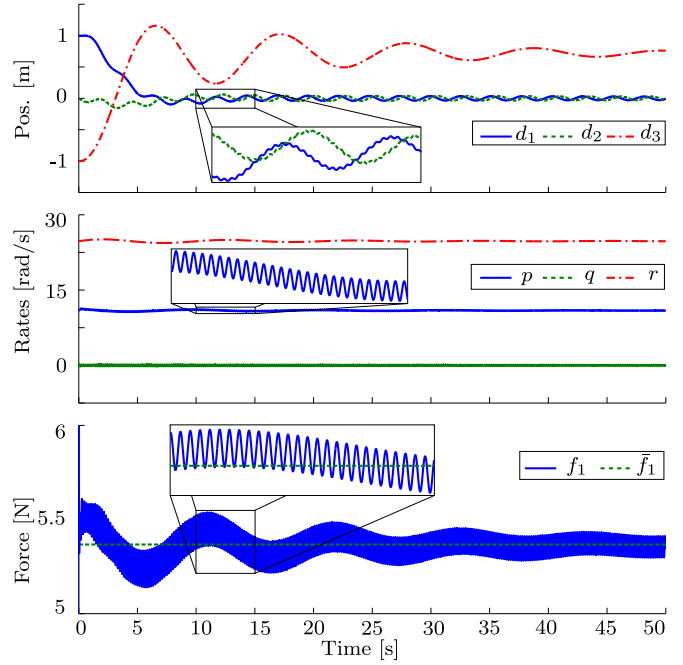 Pos. [m]
1
0
-1
d₁ d₂ d₃
Rates [rad/s]
30
15
0
p q r
Force [N]
6
5.5
5
f₁ f̄₁
0 5 10 15 20 25 30 35 40 45 50
Time [s]